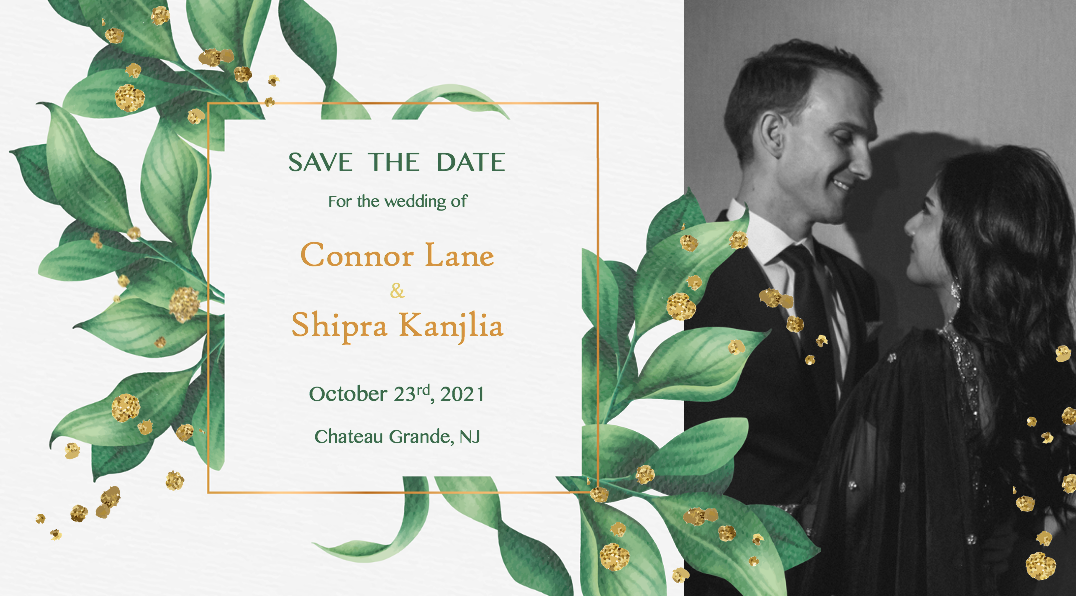 SAVE THE DATE
For the wedding of
Connor Lane
&
Shipra Kanjlia
October 23rd, 2021
Chateau Grande, NJ